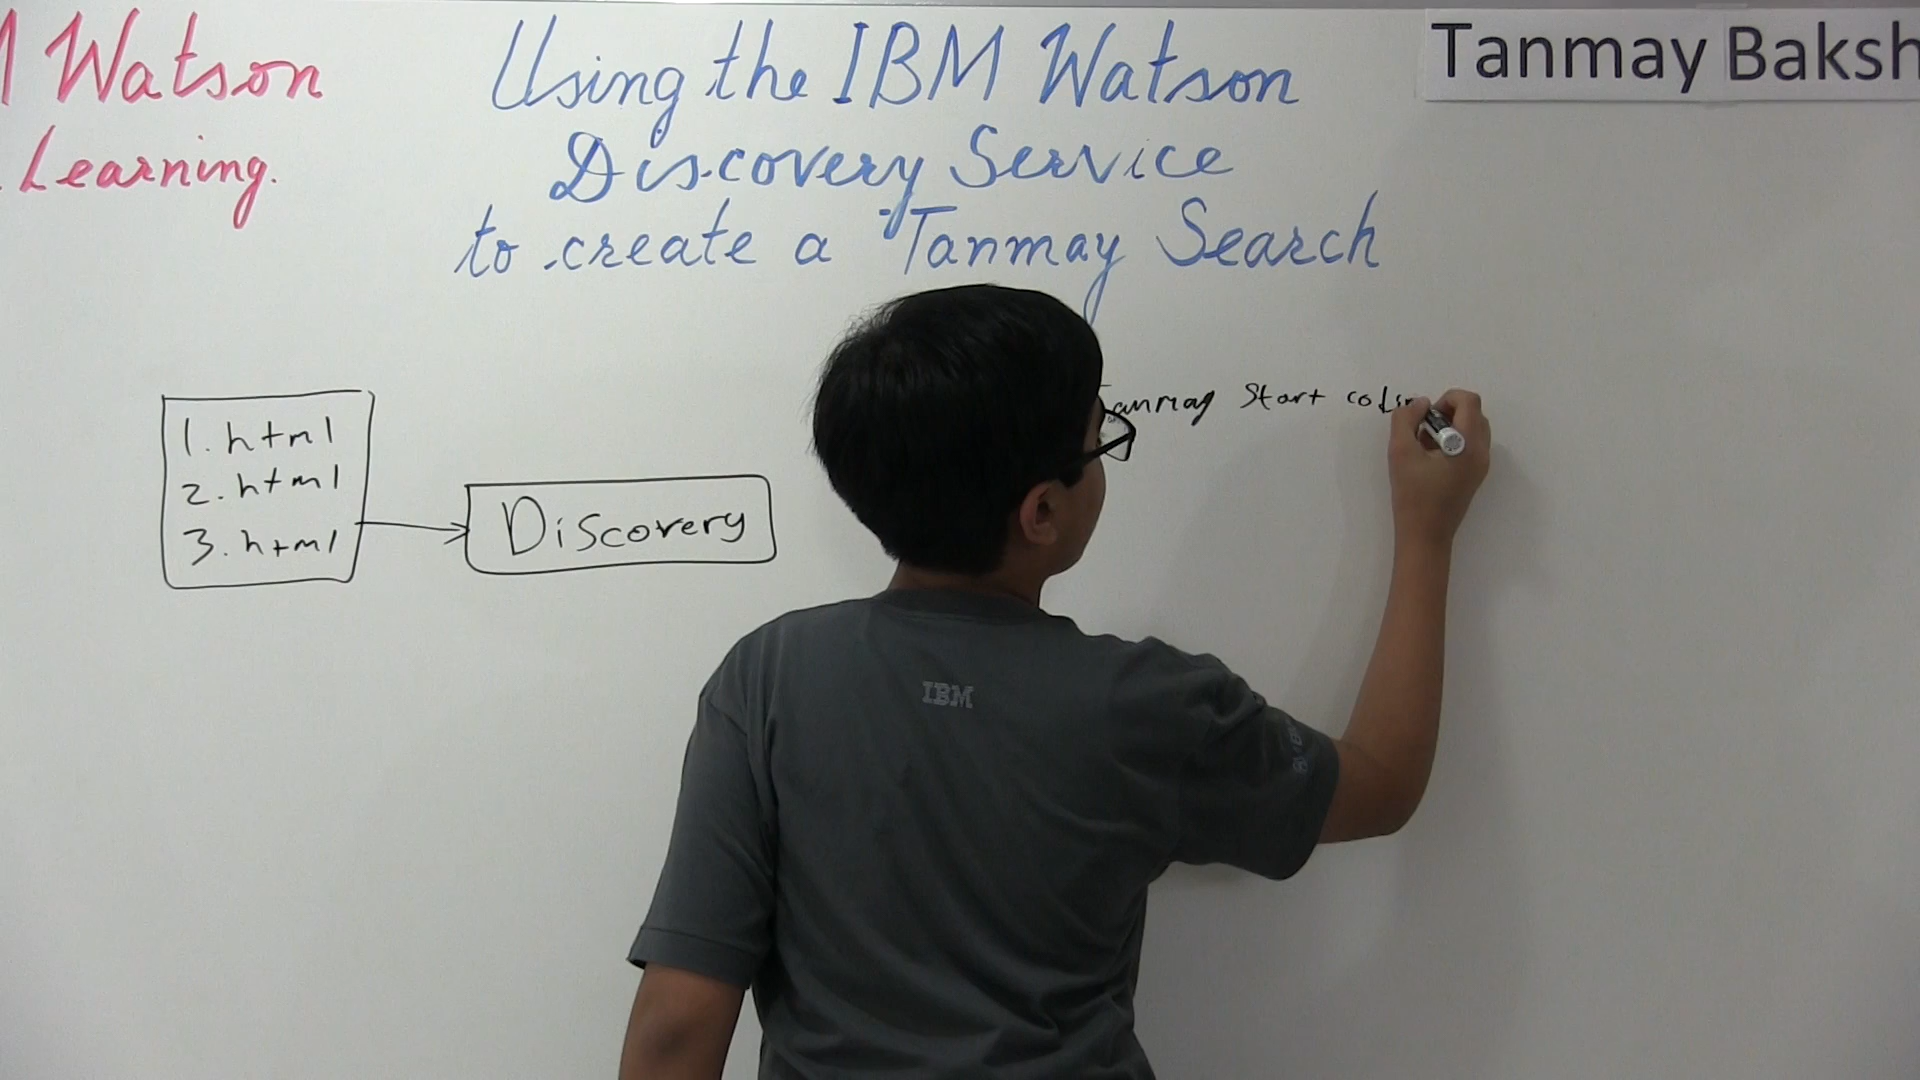 M Watson
Learning.
Using the IBM Watson
Discovery Service
to create a Tanmay Search
Tanmay Baksh
1. html
2. html
3. html
Discovery
Tanmay Start
IBM